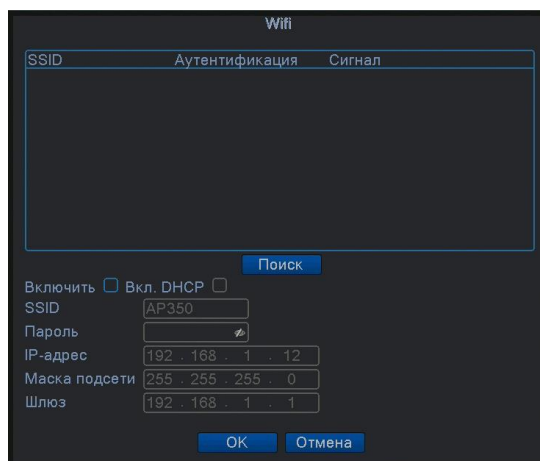 Wifi
SSID Аутентификация Сигнал
Поиск
Включить Вкл. DHCP
SSID AP350
Пароль
IP-адрес 192 . 168 . 1 . 12
Маска подсети 255 . 255 . 255 . 0
Шлюз 192 . 168 . 1 . 1
OK Отмена